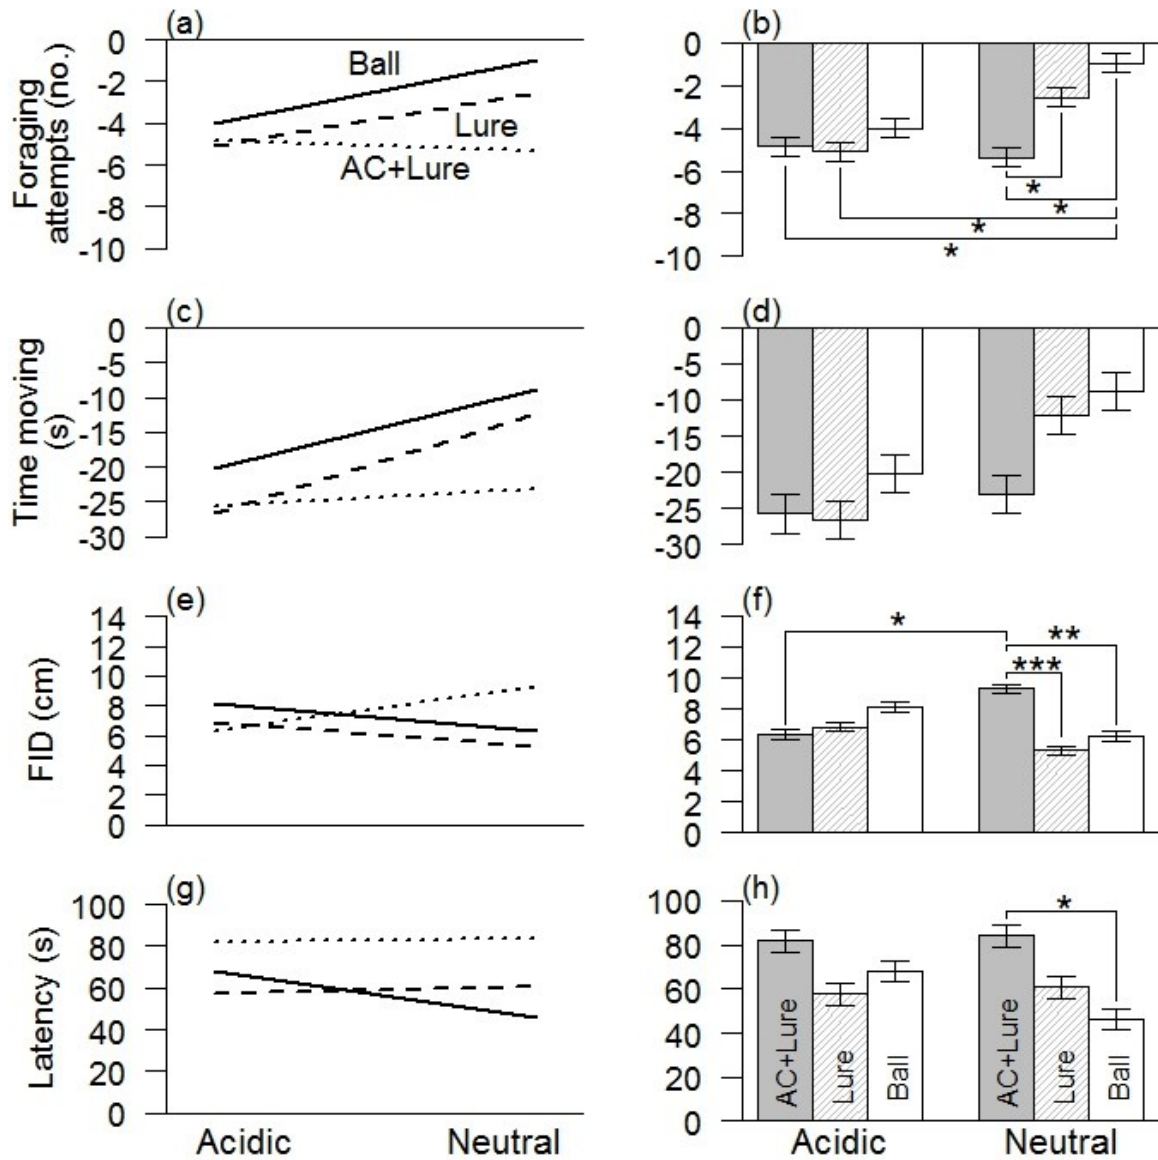 (a)
Foraging
attempts (no.)
0
-2
-4
-6
-8
-10
Ball
Lure
AC+Lure
(b)
0
-2
-4
-6
-8
-10
*
*
*
*
(c)
Time moving
(s)
0
-5
-10
-15
-20
-25
-30
(d)
0
-5
-10
-15
-20
-25
-30
(e)
FID (cm)
14
12
10
8
6
4
2
0
(f)
14
12
10
8
6
4
2
0
*
**
***
(g)
Latency (s)
100
80
60
40
20
0
Acidic Neutral
(h)
100
80
60
40
20
0
*
AC+Lure
Lure
Ball
AC+Lure
Lure
Ball
Acidic Neutral